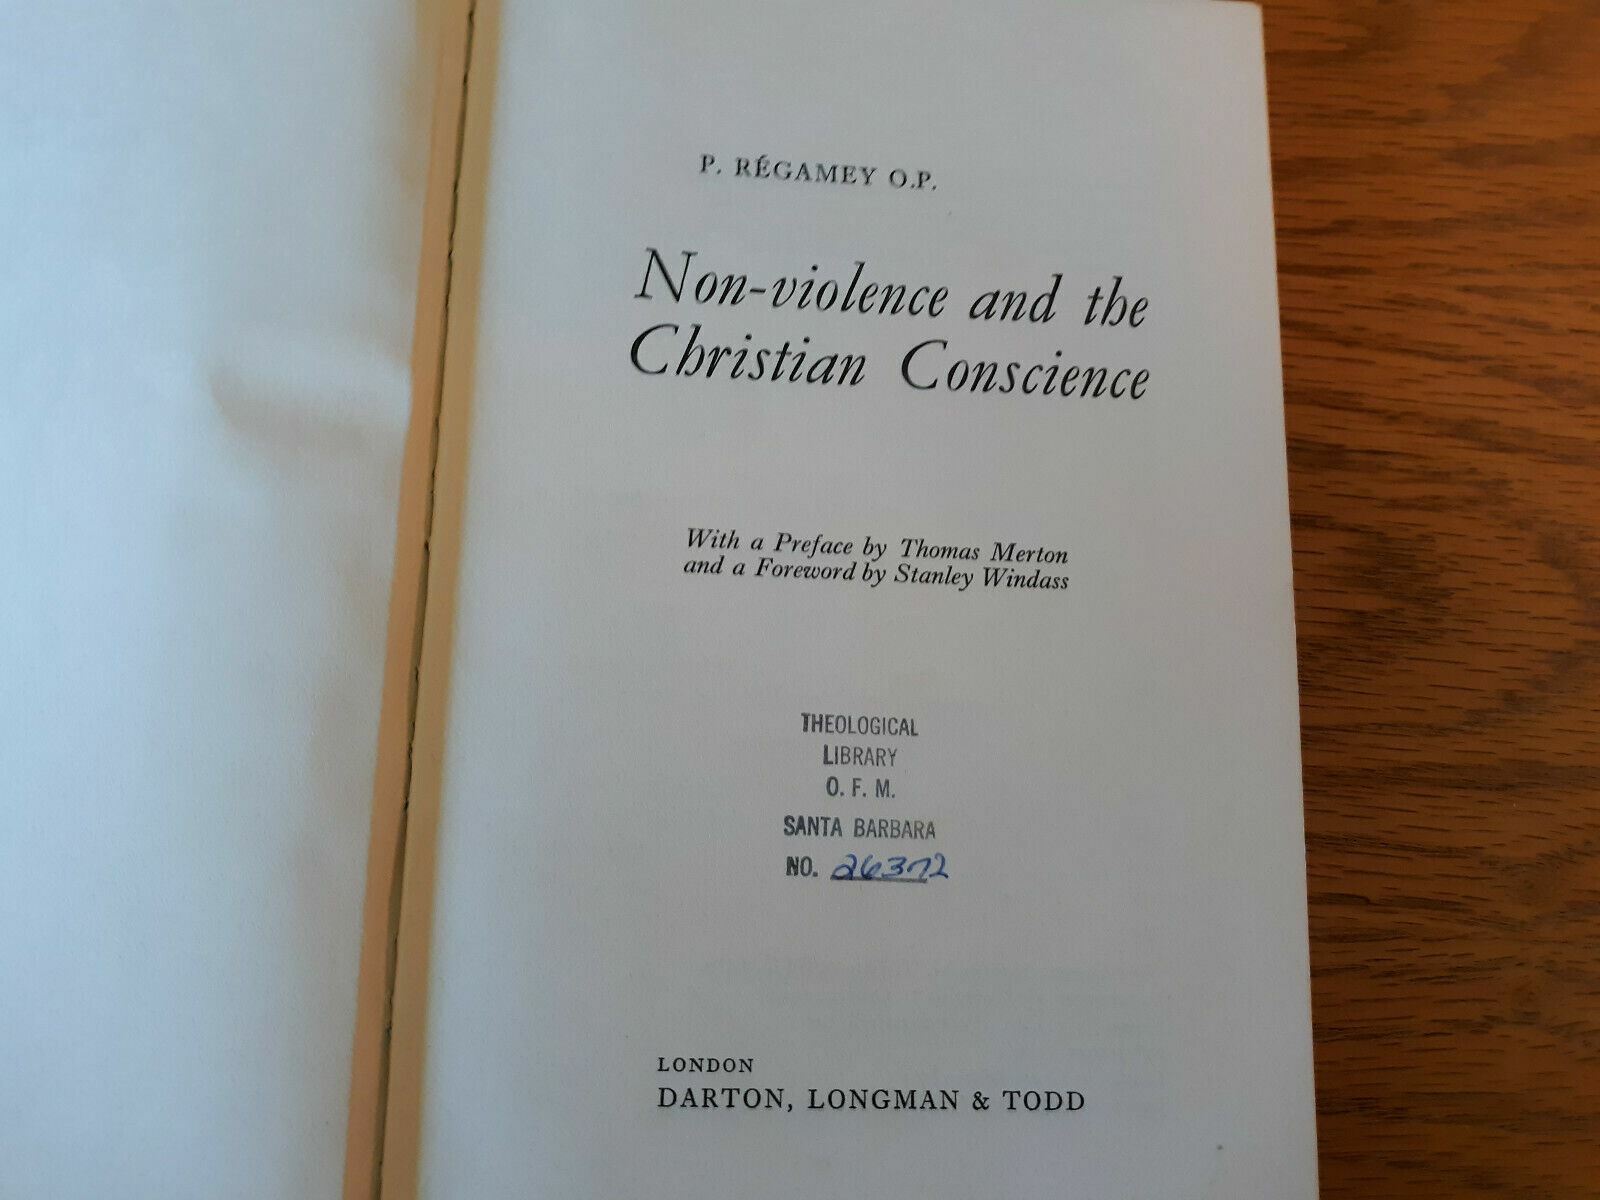 P. RÉGAMEY O.P.
Non-violence and the
Christian Conscience
With a Preface by Thomas Merton
and a Foreword by Stanley Windass
THEOLOGICAL
LIBRARY
O. F. M.
SANTA BARBARA
NO. 26372
LONDON
DARTON, LONGMAN & TODD